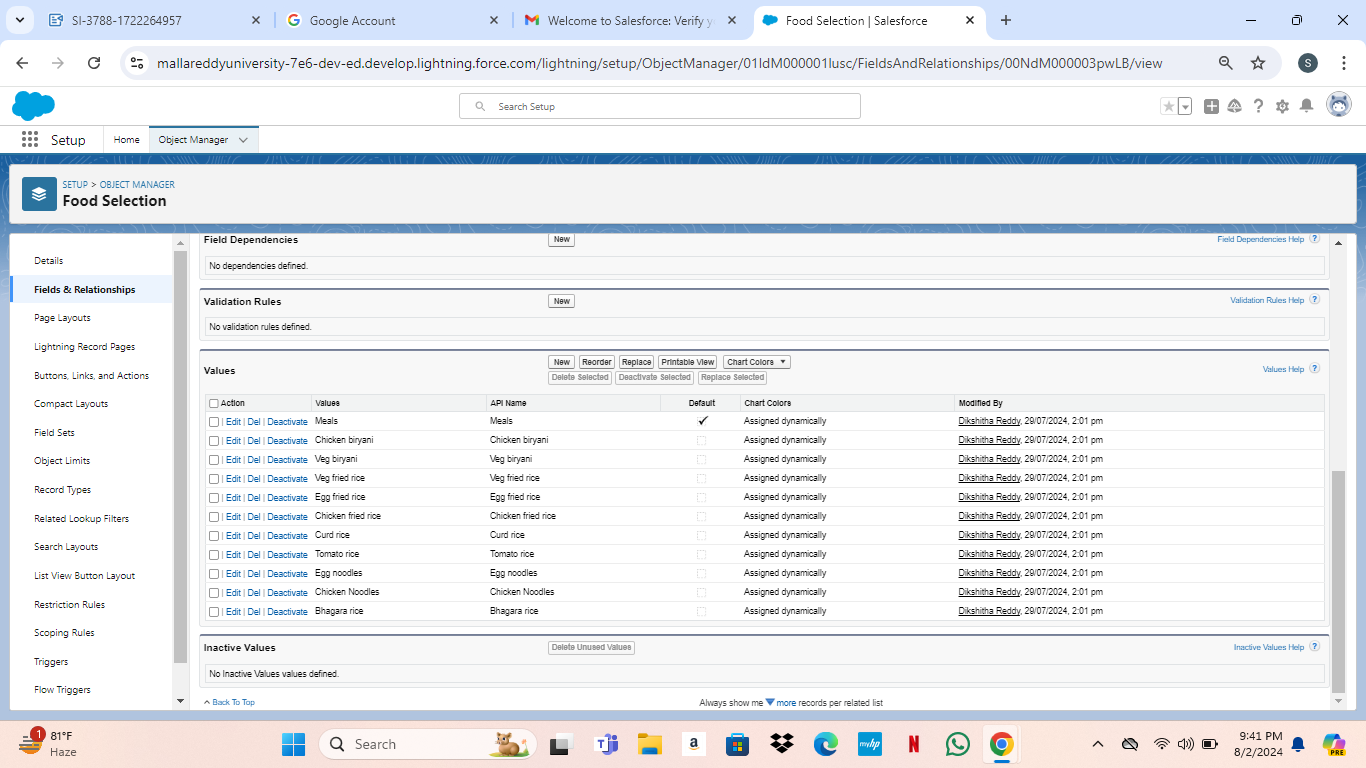 SI-3788-1722264957
Google Account
Welcome to Salesforce: Verify y
Food Selection | Salesforce
mallareddyuniversity-7e6-dev-ed.develop.lightning.force.com/lightning/setup/ObjectManager/01IdM000001lusc/FieldsAndRelationships/00NdM000003pwLB/view
S
Search Setup
Setup
Home
Object Manager
SETUP > OBJECT MANAGER
Food Selection
Details
Fields & Relationships
Page Layouts
Lightning Record Pages
Buttons, Links, and Actions
Compact Layouts
Field Sets
Object Limits
Record Types
Related Lookup Filters
Search Layouts
List View Button Layout
Restriction Rules
Scoping Rules
Triggers
Flow Triggers
Field Dependencies New Field Dependencies Help ?
No dependencies defined.
Validation Rules New Validation Rules Help ?
No validation rules defined.
Values New Reorder Replace Printable View Chart Colors Values Help ?
Delete Selected Deactivate Selected Replace Selected
Action Values API Name Default Chart Colors Modified By
| Edit | Del | Deactivate Meals Meals Assigned dynamically Dikshitha Reddy, 29/07/2024, 2:01 pm
| Edit | Del | Deactivate Chicken biryani Chicken biryani Assigned dynamically Dikshitha Reddy, 29/07/2024, 2:01 pm
| Edit | Del | Deactivate Veg biryani Veg biryani Assigned dynamically Dikshitha Reddy, 29/07/2024, 2:01 pm
| Edit | Del | Deactivate Veg fried rice Veg fried rice Assigned dynamically Dikshitha Reddy, 29/07/2024, 2:01 pm
| Edit | Del | Deactivate Egg fried rice Egg fried rice Assigned dynamically Dikshitha Reddy, 29/07/2024, 2:01 pm
| Edit | Del | Deactivate Chicken fried rice Chicken fried rice Assigned dynamically Dikshitha Reddy, 29/07/2024, 2:01 pm
| Edit | Del | Deactivate Curd rice Curd rice Assigned dynamically Dikshitha Reddy, 29/07/2024, 2:01 pm
| Edit | Del | Deactivate Tomato rice Tomato rice Assigned dynamically Dikshitha Reddy, 29/07/2024, 2:01 pm
| Edit | Del | Deactivate Egg noodles Egg noodles Assigned dynamically Dikshitha Reddy, 29/07/2024, 2:01 pm
| Edit | Del | Deactivate Chicken Noodles Chicken Noodles Assigned dynamically Dikshitha Reddy, 29/07/2024, 2:01 pm
| Edit | Del | Deactivate Bhagara rice Bhagara rice Assigned dynamically Dikshitha Reddy, 29/07/2024, 2:01 pm
Inactive Values Delete Unused Values Inactive Values Help ?
No Inactive Values values defined.
Back To Top Always show me more records per related list
1
81°F
Haze
Search
a
myhp
N
PRE
9:41 PM
8/2/2024